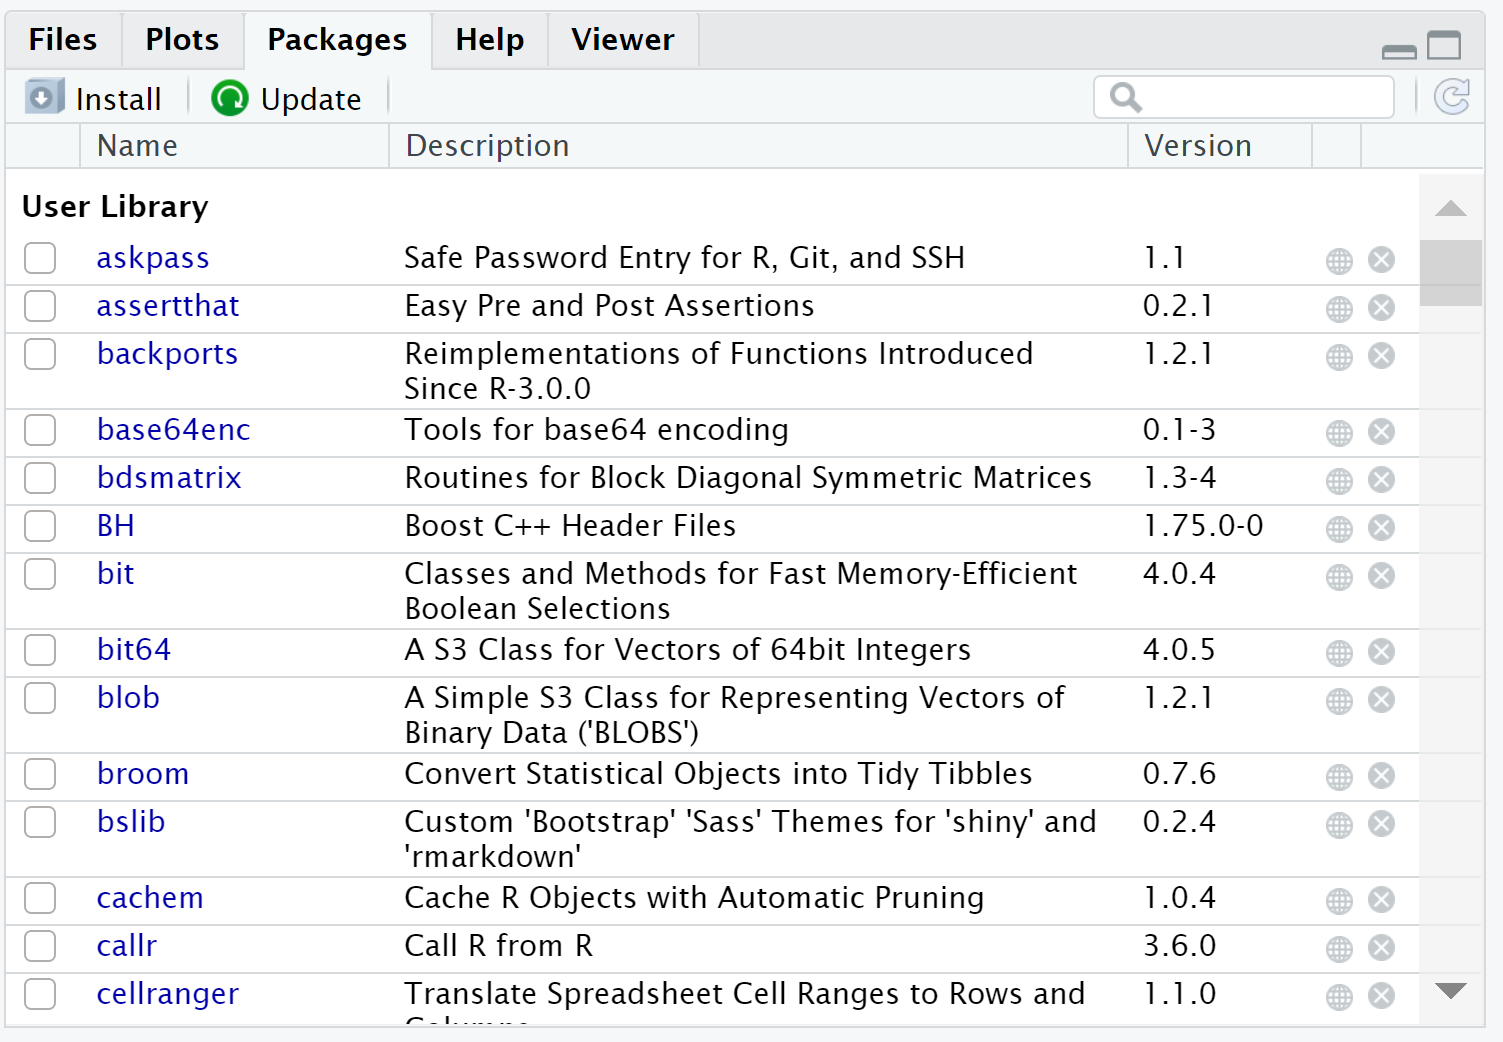 Files Plots Packages Help Viewer
Install Update
Name Description Version
User Library
askpass Safe Password Entry for R, Git, and SSH 1.1
assertthat Easy Pre and Post Assertions 0.2.1
backports Reimplementations of Functions Introduced 1.2.1
Since R-3.0.0
base64enc Tools for base64 encoding 0.1-3
bdsmatrix Routines for Block Diagonal Symmetric Matrices 1.3-4
BH Boost C++ Header Files 1.75.0-0
bit Classes and Methods for Fast Memory-Efficient 4.0.4
Boolean Selections
bit64 A S3 Class for Vectors of 64bit Integers 4.0.5
blob A Simple S3 Class for Representing Vectors of 1.2.1
Binary Data ('BLOBS')
broom Convert Statistical Objects into Tidy Tibbles 0.7.6
bslib Custom 'Bootstrap' 'Sass' Themes for 'shiny' and 0.2.4
'rmarkdown'
cachem Cache R Objects with Automatic Pruning 1.0.4
callr Call R from R 3.6.0
cellranger Translate Spreadsheet Cell Ranges to Rows and 1.1.0